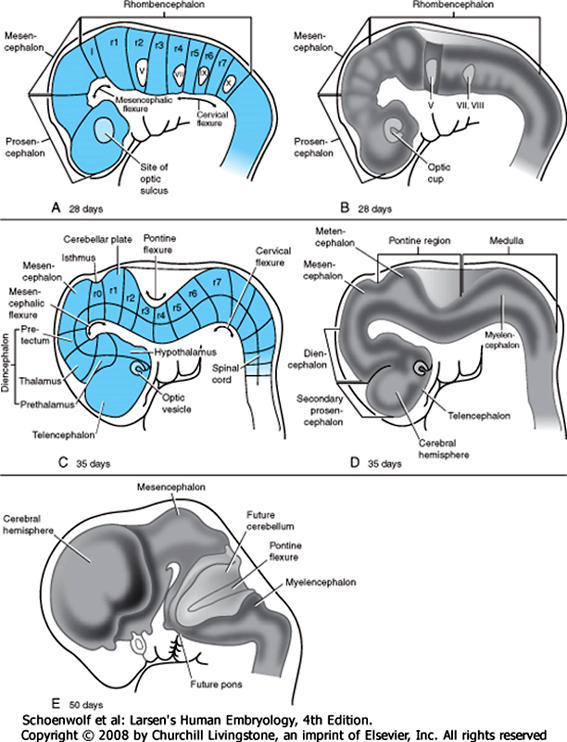 Rhombencephalon
Mesen-
cephalon
I
r1
r2
r3
r4
r5
r6
r7
V
VII
IX
X
Mesencephalic
flexure
Cervical
flexure
Prosen-
cephalon
Site of
optic
sulcus
A 28 days
Rhombencephalon
Mesen-
cephalon
V
VII, VIII
Prosen-
cephalon
Optic
cup
B 28 days
Cerebellar plate
Pontine
flexure
Cervical
flexure
Isthmus
Mesen-
cephalon
r0
r1
r2
r3
r4
r5
r6
r7
Mesen-
cephalic
flexure
Diencephalon
Pre-
tectum
Thalamus
Prethalamus
Hypothalamus
Optic
vesicle
Spinal
cord
Telencephalon
C 35 days
Meten-
cephalon
Pontine region
Medulla
Mesen-
cephalon
Myelen-
cephalon
Dien-
cephalon
Secondary
prosen-
cephalon
Telencephalon
Cerebral
hemisphere
D 35 days
Mesencephalon
Cerebral
hemisphere
Future
cerebellum
Pontine
flexure
Myelencephalon
Future pons
E 50 days
Schoenwolf et al: Larsen's Human Embryology, 4th Edition.
Copyright © 2008 by Churchill Livingstone, an imprint of Elsevier, Inc. All rights reserved